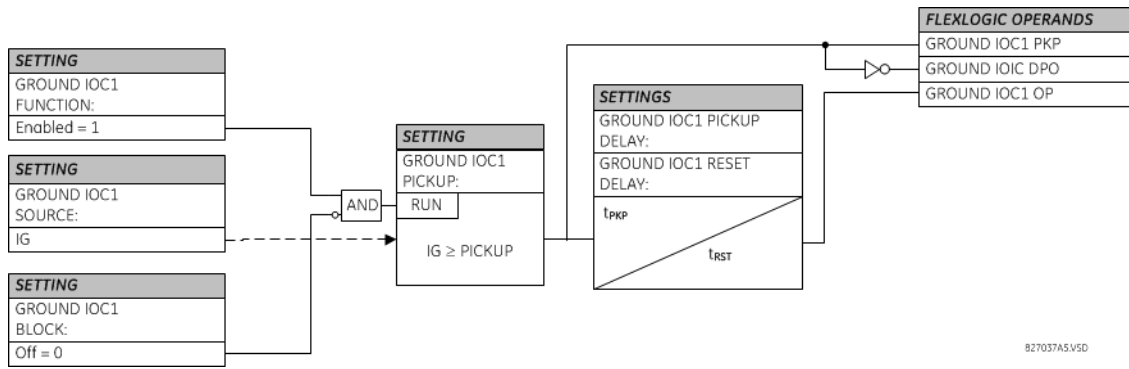 SETTING
GROUND IOC1
FUNCTION:
Enabled = 1
SETTING
GROUND IOC1
SOURCE:
IG
SETTING
GROUND IOC1
BLOCK:
Off = 0
AND
SETTING
GROUND IOC1
PICKUP:
RUN
IG ≥ PICKUP
SETTINGS
GROUND IOC1 PICKUP
DELAY:
GROUND IOC1 RESET
DELAY:
tPKP
tRST
FLEXLOGIC OPERANDS
GROUND IOC1 PKP
GROUND IOIC DPO
GROUND IOC1 OP
827037A5.VSD